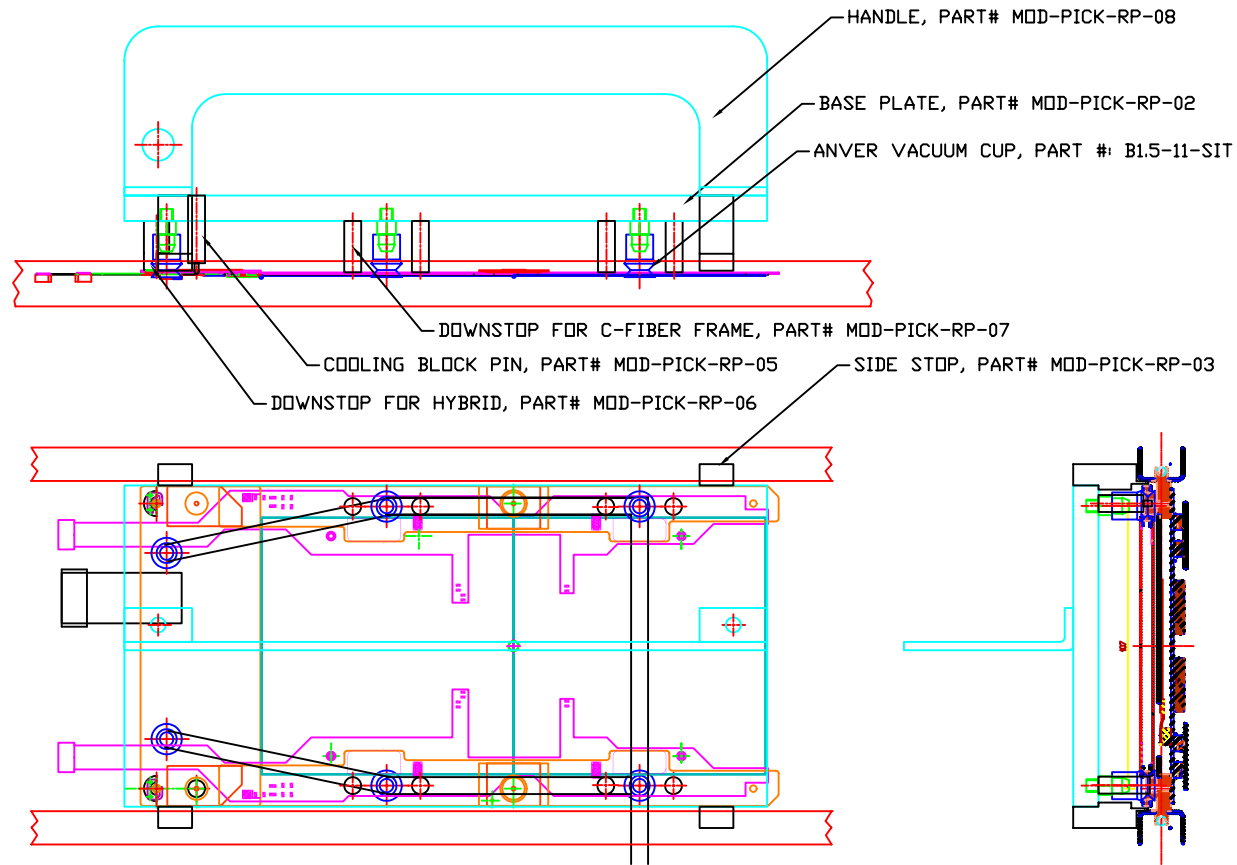 HANDLE, PART# MOD-PICK-RP-08
BASE PLATE, PART# MOD-PICK-RP-02
ANVER VACUUM CUP, PART #: B1.5-11-SIT
DOWNSTOP FOR C-FIBER FRAME, PART# MOD-PICK-RP-07
COOLING BLOCK PIN, PART# MOD-PICK-RP-05
SIDE STOP, PART# MOD-PICK-RP-03
DOWNSTOP FOR HYBRID, PART# MOD-PICK-RP-06